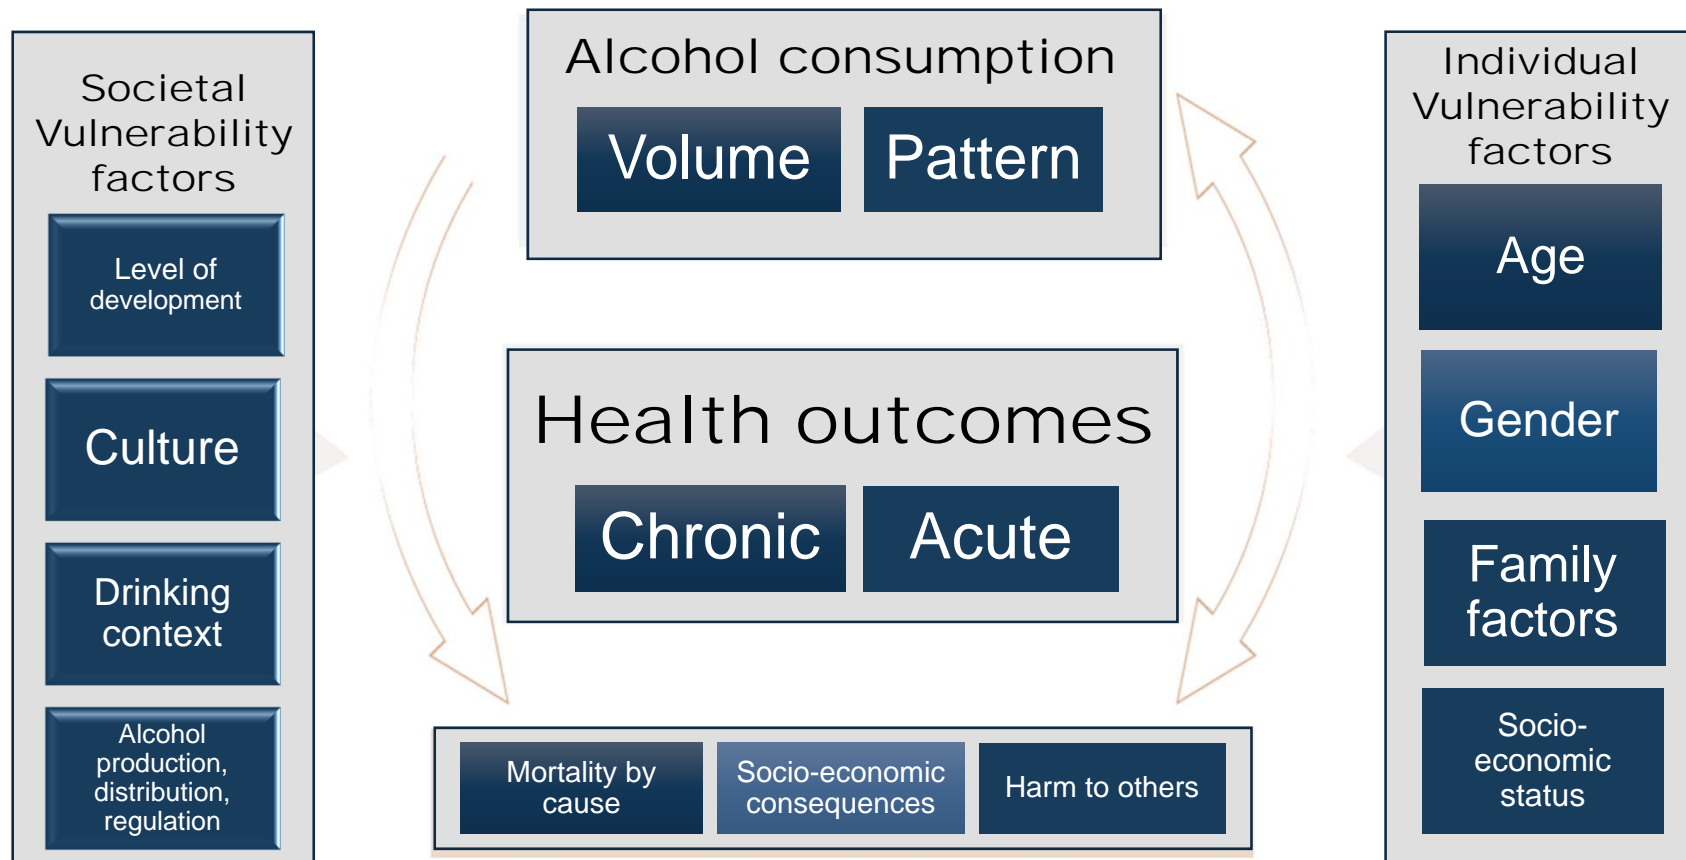 Societal
Vulnerability
factors
Level of
development
Culture
Drinking
context
Alcohol
production,
distribution,
regulation
Alcohol consumption
Volume
Pattern
Health outcomes
Chronic
Acute
Mortality by
cause
Socio-economic
consequences
Harm to others
Individual
Vulnerability
factors
Age
Gender
Family
factors
Socio-
economic
status